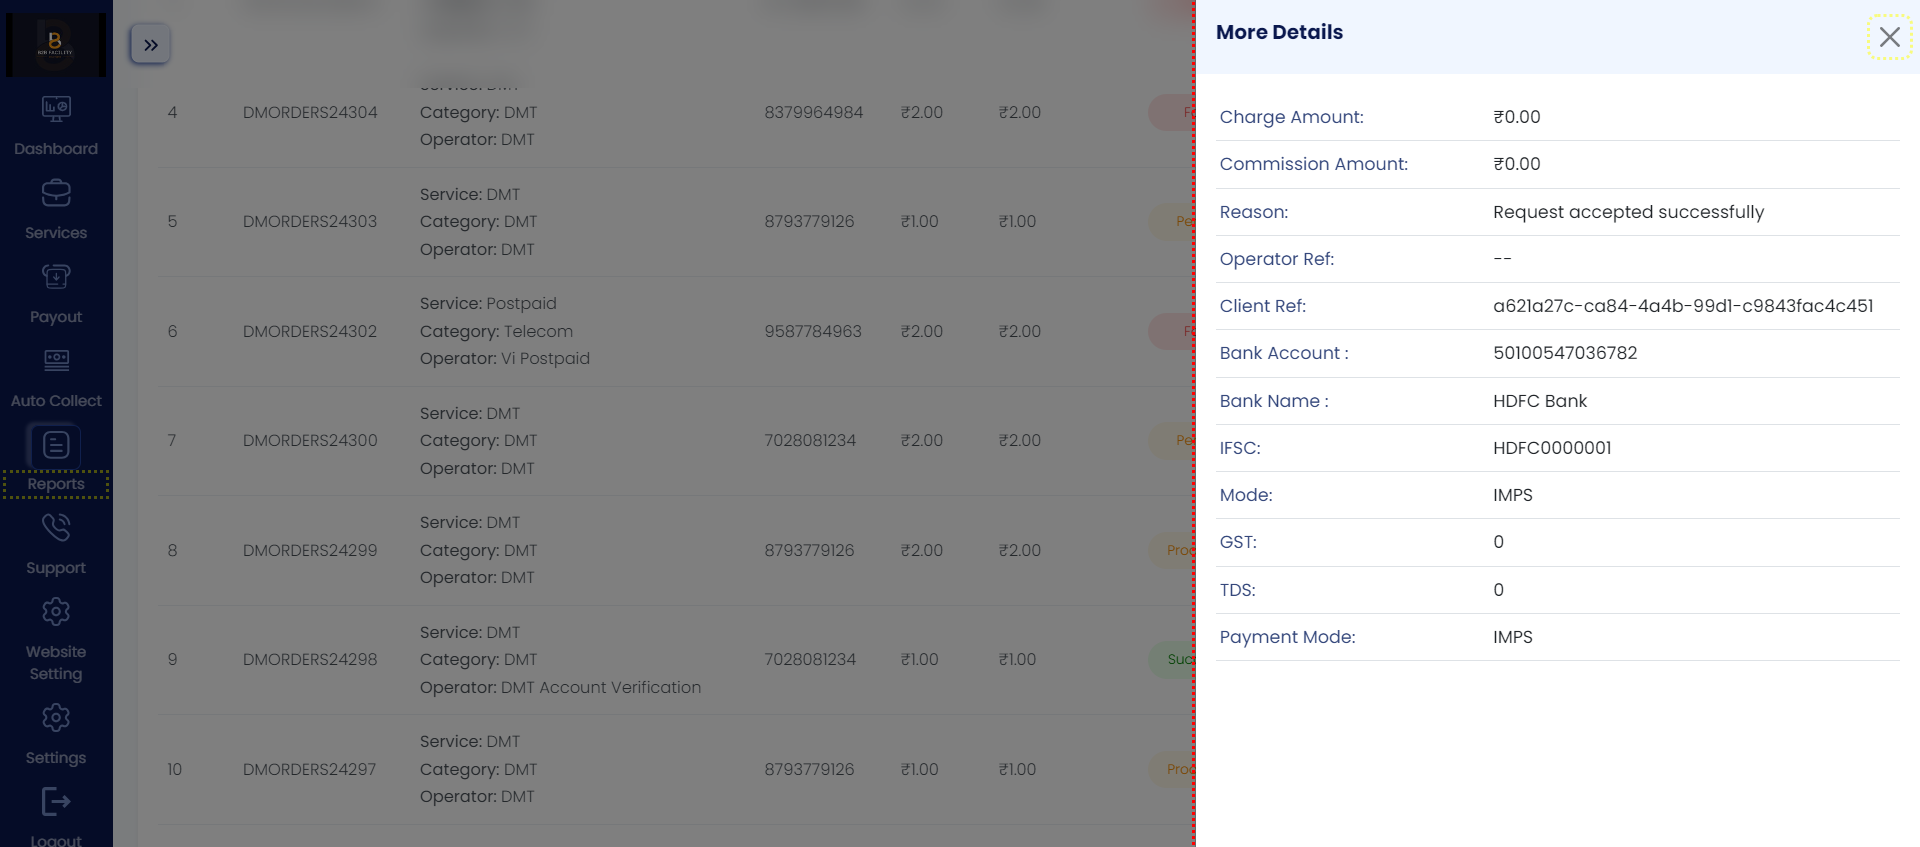 B2B FACILITY
Dashboard
Services
Payout
Auto Collect
Reports
Support
Website
Setting
Settings
Logout
4 DMORDERS24304 Category: DMT 8379964984 ₹2.00 ₹2.00
Operator: DMT
Service: DMT
5 DMORDERS24303 Category: DMT 8793779126 ₹1.00 ₹1.00 Pe
Operator: DMT
Service: Postpaid
6 DMORDERS24302 Category: Telecom 9587784963 ₹2.00 ₹2.00 F
Operator: Vi Postpaid
Service: DMT
7 DMORDERS24300 Category: DMT 7028081234 ₹2.00 ₹2.00 Pe
Operator: DMT
Service: DMT
8 DMORDERS24299 Category: DMT 8793779126 ₹2.00 ₹2.00 Proc
Operator: DMT
Service: DMT
9 DMORDERS24298 Category: DMT 7028081234 ₹1.00 ₹1.00 Suc
Operator: DMT Account Verification
Service: DMT
10 DMORDERS24297 Category: DMT 8793779126 ₹1.00 ₹1.00 Proc
Operator: DMT
More Details
Charge Amount: ₹0.00
Commission Amount: ₹0.00
Reason: Request accepted successfully
Operator Ref: --
Client Ref: a621a27c-ca84-4a4b-99d1-c9843fac4c451
Bank Account : 50100547036782
Bank Name : HDFC Bank
IFSC: HDFC0000001
Mode: IMPS
GST: 0
TDS: 0
Payment Mode: IMPS